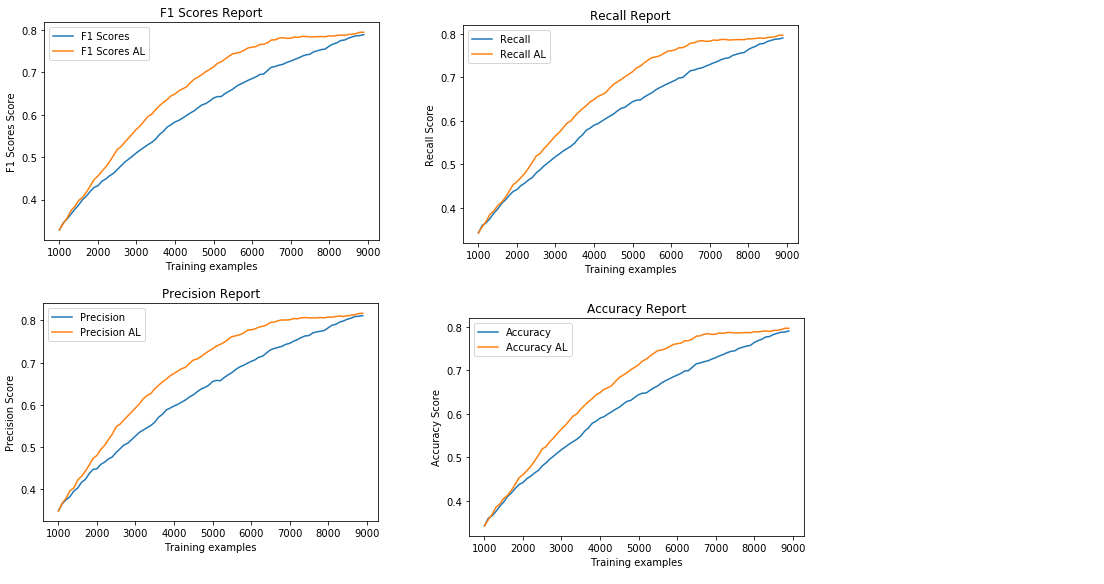 F1 Scores Report
F1 Scores
F1 Scores AL
F1 Scores Score
0.8
0.7
0.6
0.5
0.4
1000 2000 3000 4000 5000 6000 7000 8000 9000
Training examples
Recall Report
Recall
Recall AL
Recall Score
0.8
0.7
0.6
0.5
0.4
1000 2000 3000 4000 5000 6000 7000 8000 9000
Training examples
Precision Report
Precision
Precision AL
Precision Score
0.8
0.7
0.6
0.5
0.4
1000 2000 3000 4000 5000 6000 7000 8000 9000
Training examples
Accuracy Report
Accuracy
Accuracy AL
Accuracy Score
0.8
0.7
0.6
0.5
0.4
1000 2000 3000 4000 5000 6000 7000 8000 9000
Training examples